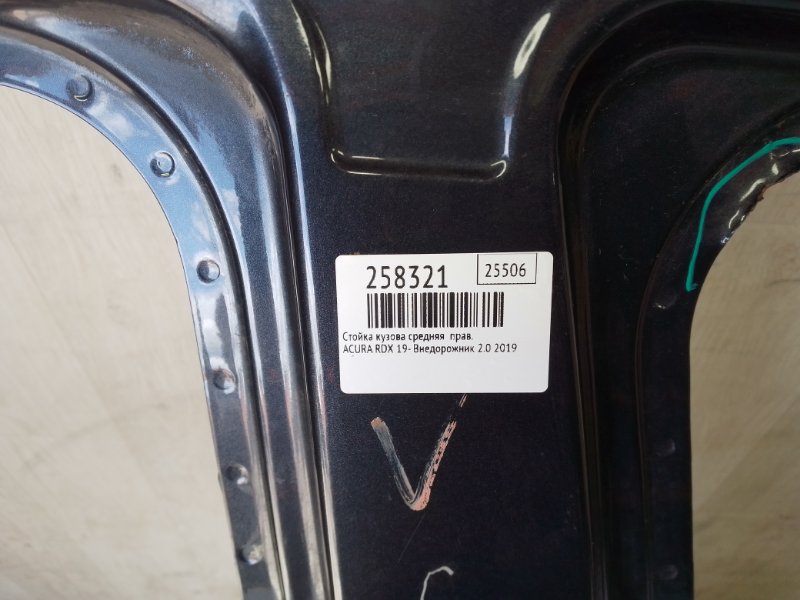 258321
25506
Стойка кузова средняя прав.
ACURA RDX 19- Внедорожник 2.0 2019